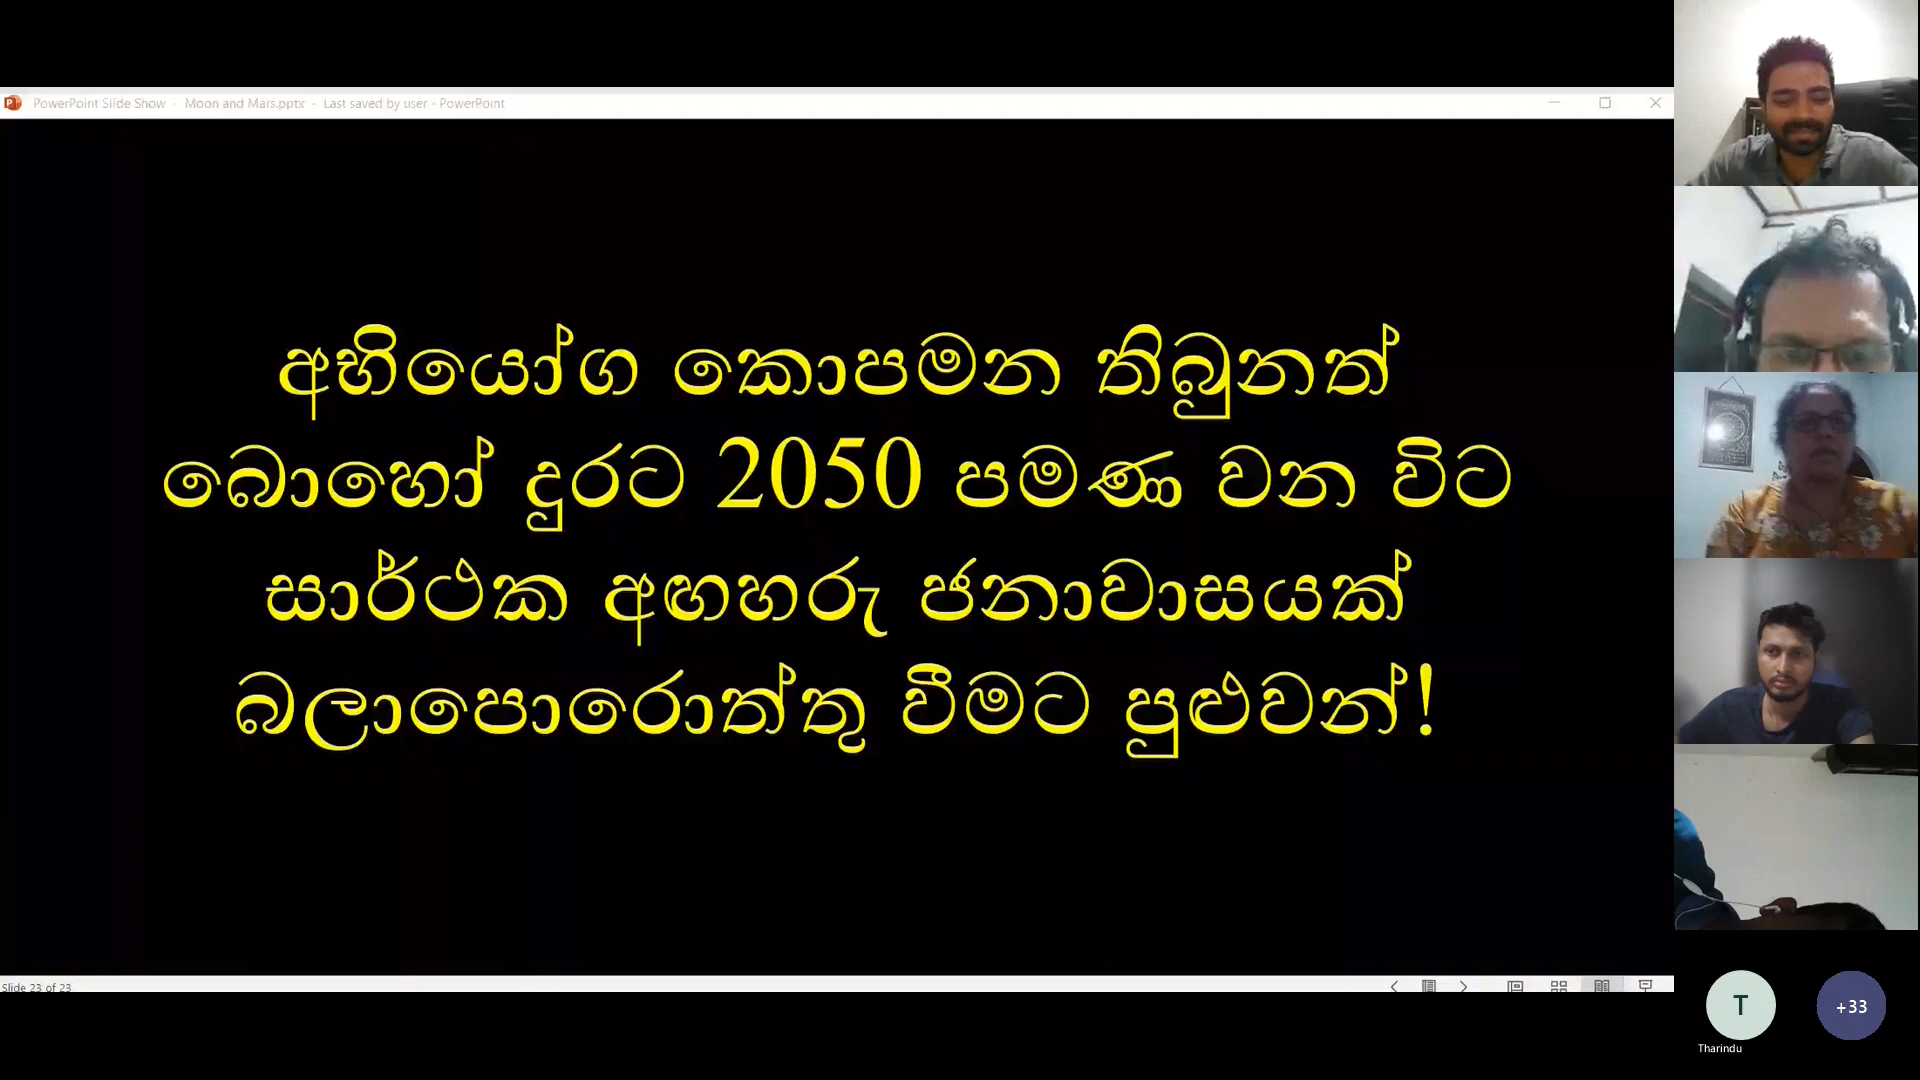 PowerPoint Slide Show - Moon and Mars.pptx - Last saved by user - PowerPoint
අභියෝග කොපමන තිබුනත්
බොහෝ දුරට 2050 පමණ වන විට
සාර්ථක අඟහරු ජනාවාසයක්
බලාපොරොත්තු වීමට පුළුවන්!
Slide 23 of 23
T
+33
Tharindu